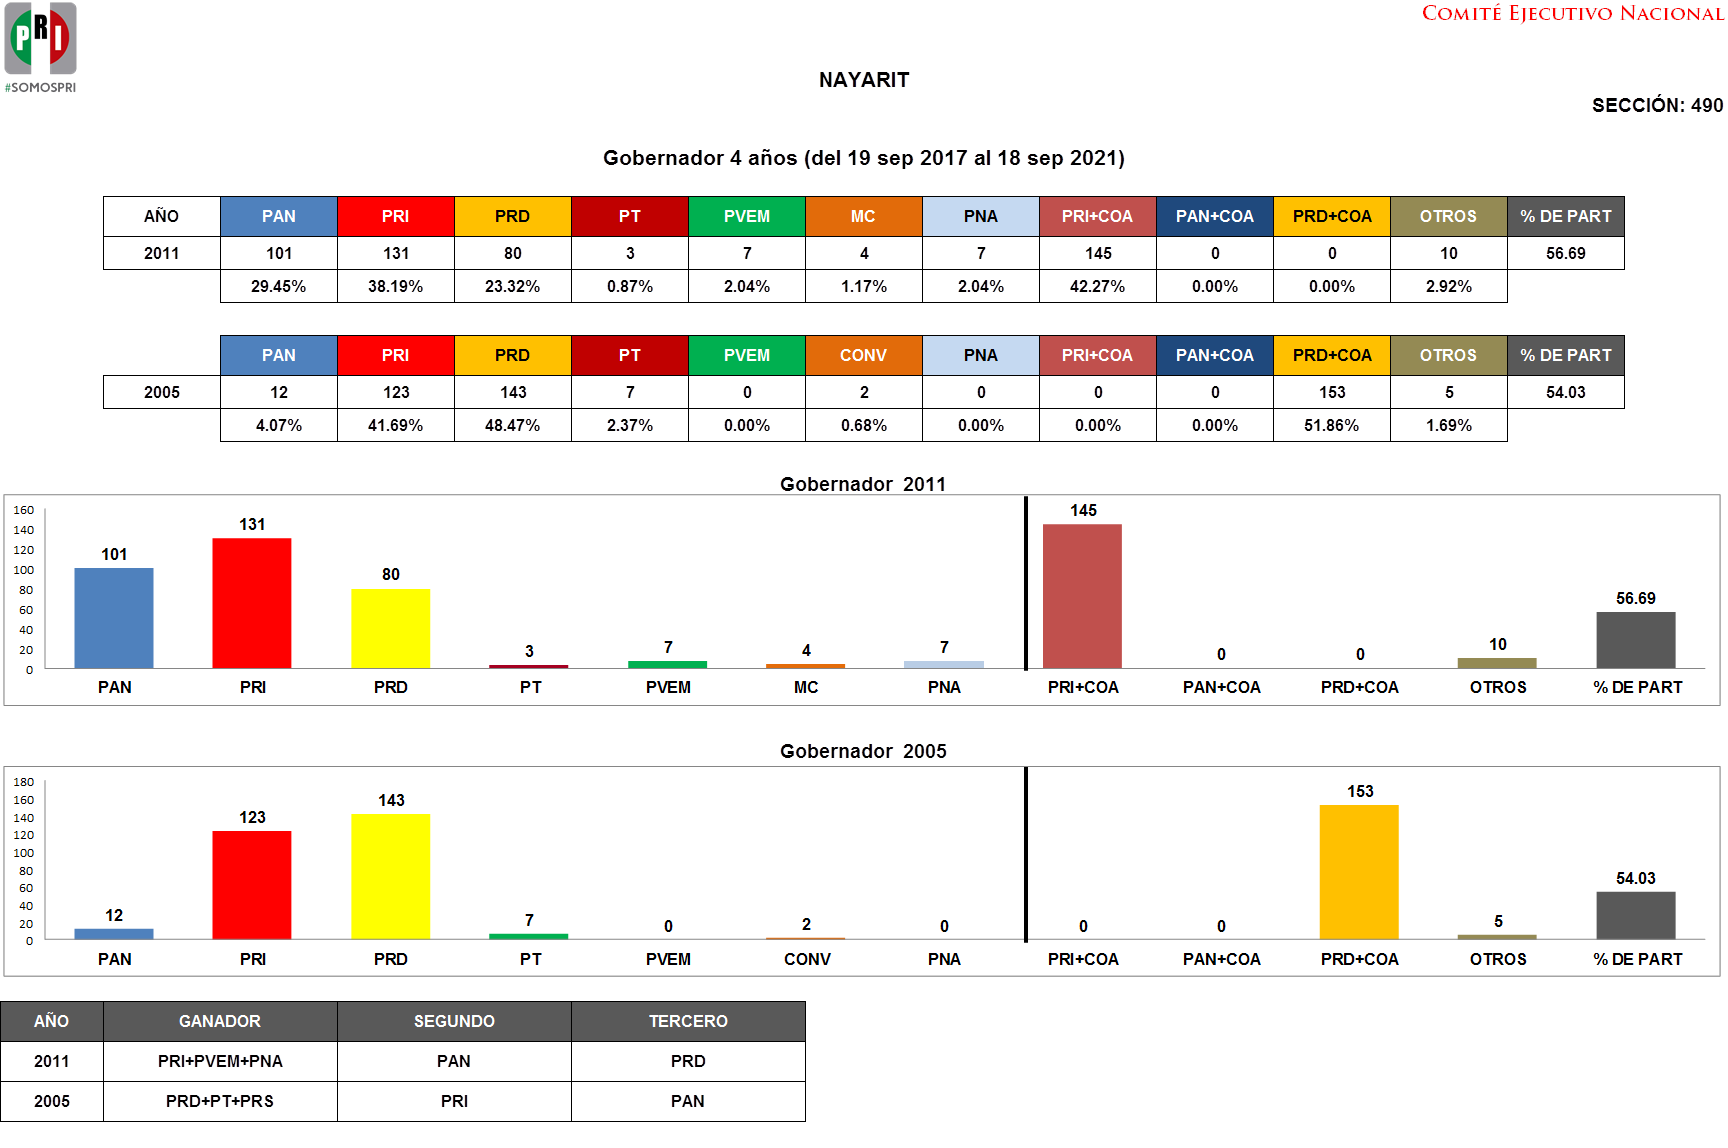 PRI
#SOMOSPRI
COMITÉ EJECUTIVO NACIONAL
NAYARIT
SECCIÓN: 490
Gobernador 4 años (del 19 sep 2017 al 18 sep 2021)
AÑO PAN PRI PRD PT PVEM MC PNA PRI+COA PAN+COA PRD+COA OTROS % DE PART
2011 101 131 80 3 7 4 7 145 0 0 10 56.69
29.45% 38.19% 23.32% 0.87% 2.04% 1.17% 2.04% 42.27% 0.00% 0.00% 2.92%
PAN PRI PRD PT PVEM CONV PNA PRI+COA PAN+COA PRD+COA OTROS % DE PART
2005 12 123 143 7 0 2 0 0 0 153 5 54.03
4.07% 41.69% 48.47% 2.37% 0.00% 0.68% 0.00% 0.00% 0.00% 51.86% 1.69%
Gobernador 2011
160
140
120
100
80
60
40
20
0
101 131 80 3 7 4 7 145 0 0 10 56.69
PAN PRI PRD PT PVEM MC PNA PRI+COA PAN+COA PRD+COA OTROS % DE PART
Gobernador 2005
180
160
140
120
100
80
60
40
20
0
12 123 143 7 0 2 0 0 0 153 5 54.03
PAN PRI PRD PT PVEM CONV PNA PRI+COA PAN+COA PRD+COA OTROS % DE PART
AÑO GANADOR SEGUNDO TERCERO
2011 PRI+PVEM+PNA PAN PRD
2005 PRD+PT+PRS PRI PAN